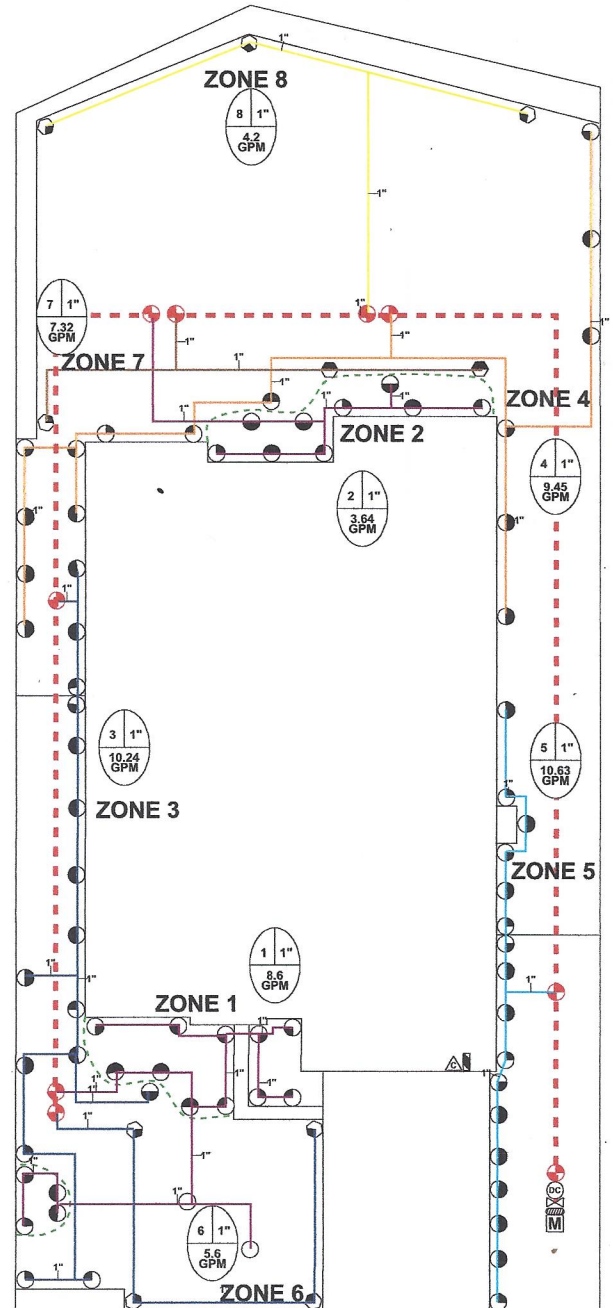 1"
ZONE 8
8 1"
4.2
GPM
1"
1"
7 1"
7.32
GPM
1"
1"
ZONE 7
1"
1"
1"
1"
1"
1"
ZONE 4
ZONE 2
1"
4 1"
9.45
GPM
2 1"
3.64
GPM
1"
3 1"
10.24
GPM
5 1"
10.63
GPM
1"
ZONE 3
ZONE 5
1 1"
8.6
GPM
1"
1"
1"
ZONE 1
1"
1"
1"
C
1"
1"
1"
1"
1"
DC
M
1"
1"
6 1"
5.6
GPM
1"
ZONE 6